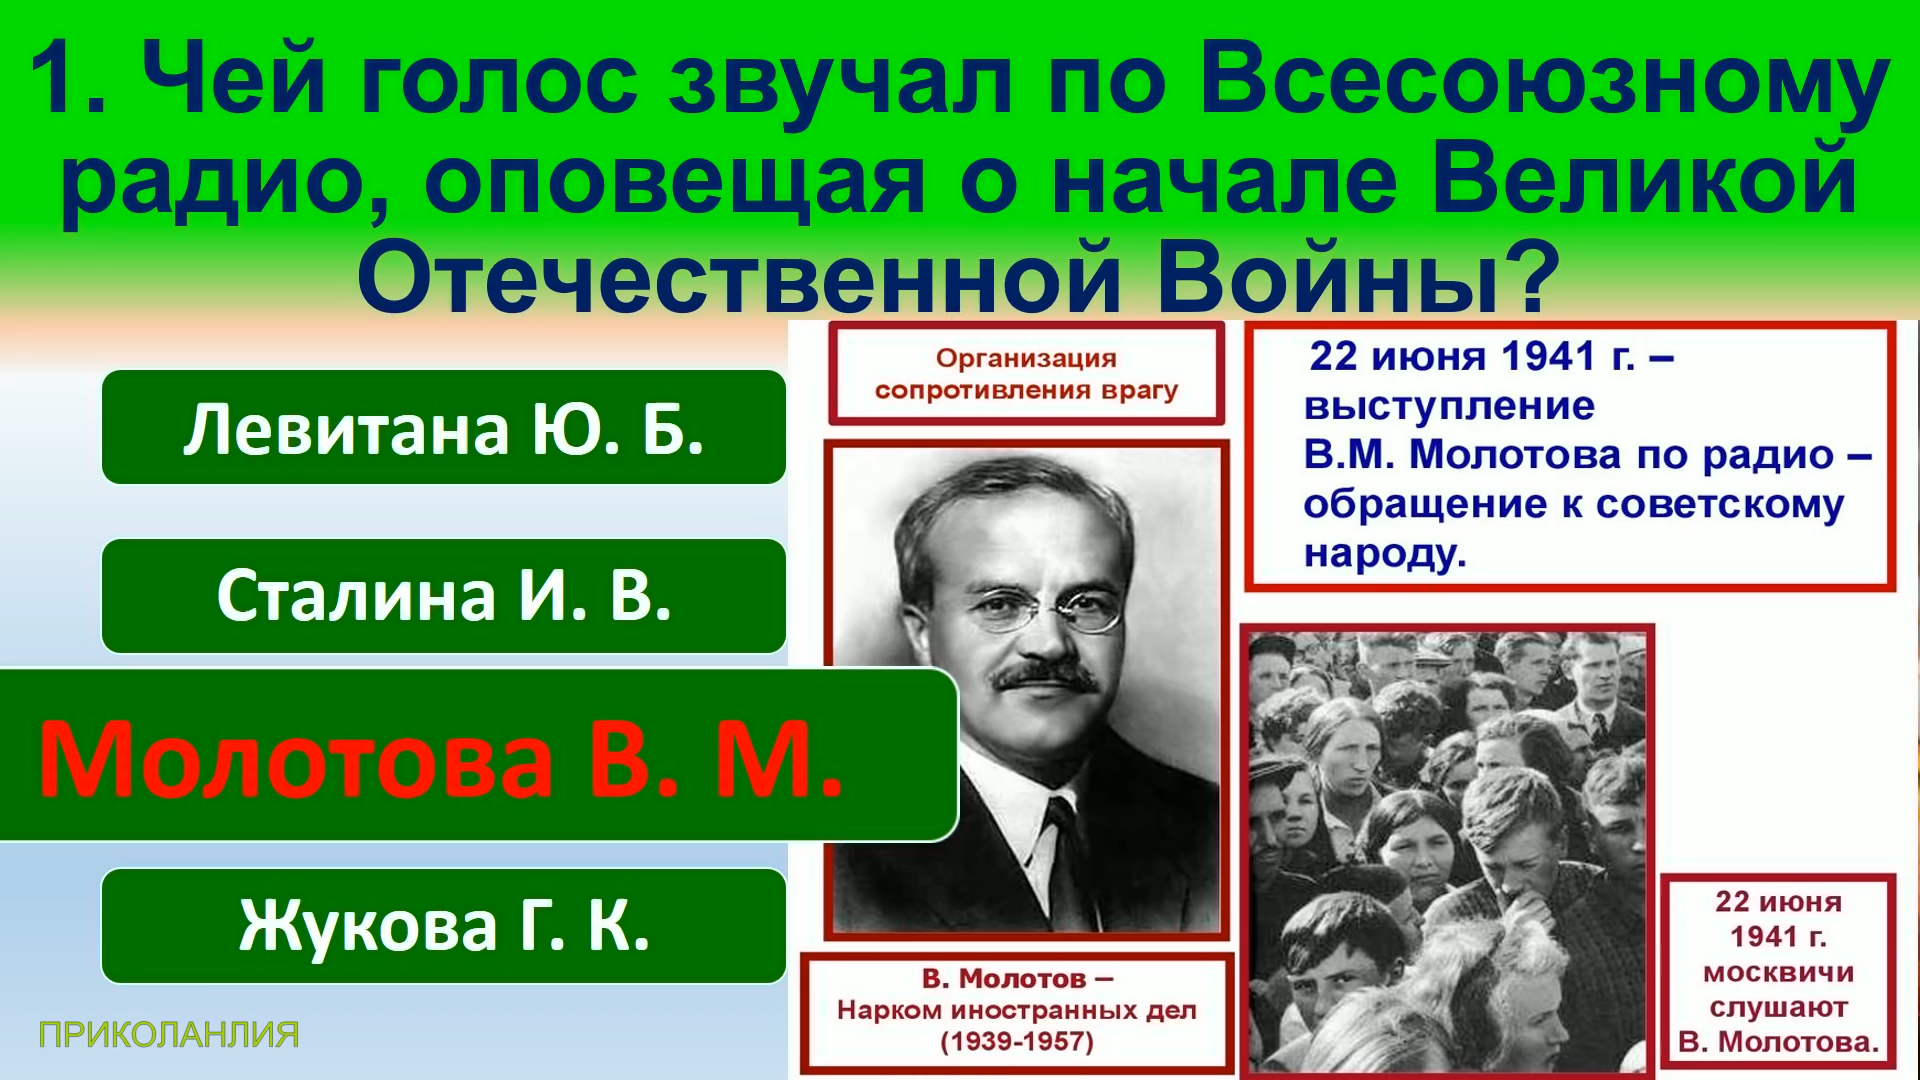 1. Чей голос звучал по Всесоюзному
радио, оповещая о начале Великой
Отечественной Войны?
Левитана Ю. Б.
Сталина И. В.
Молотова В. М.
Жукова Г. К.
ПРИКОЛАНЛИЯ
Организация
сопротивления врагу
22 июня 1941 г. –
выступление
В.М. Молотова по радио –
обращение к советскому
народу.
В. Молотов –
Нарком иностранных дел
(1939-1957)
22 июня
1941 г.
москвичи
слушают
В. Молотова.